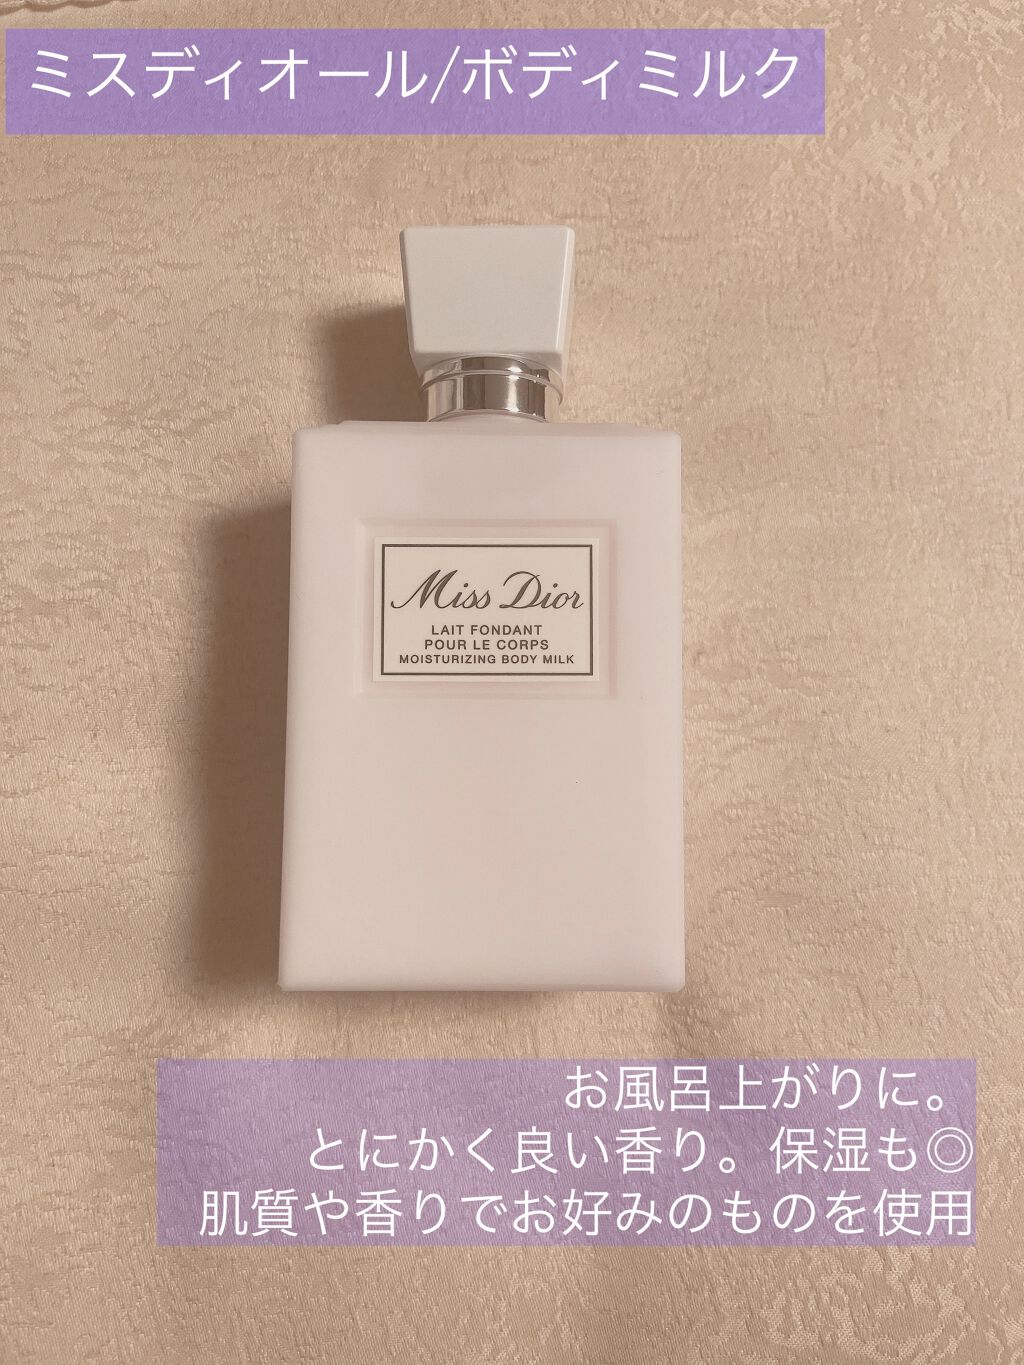 ミスディオール/ボディミルク
Miss Dior
LAIT FONDANT
POUR LE CORPS
MOISTURIZING BODY MILK
お風呂上がりに。
とにかく良い香り。保湿も◎
肌質や香りでお好みのものを使用